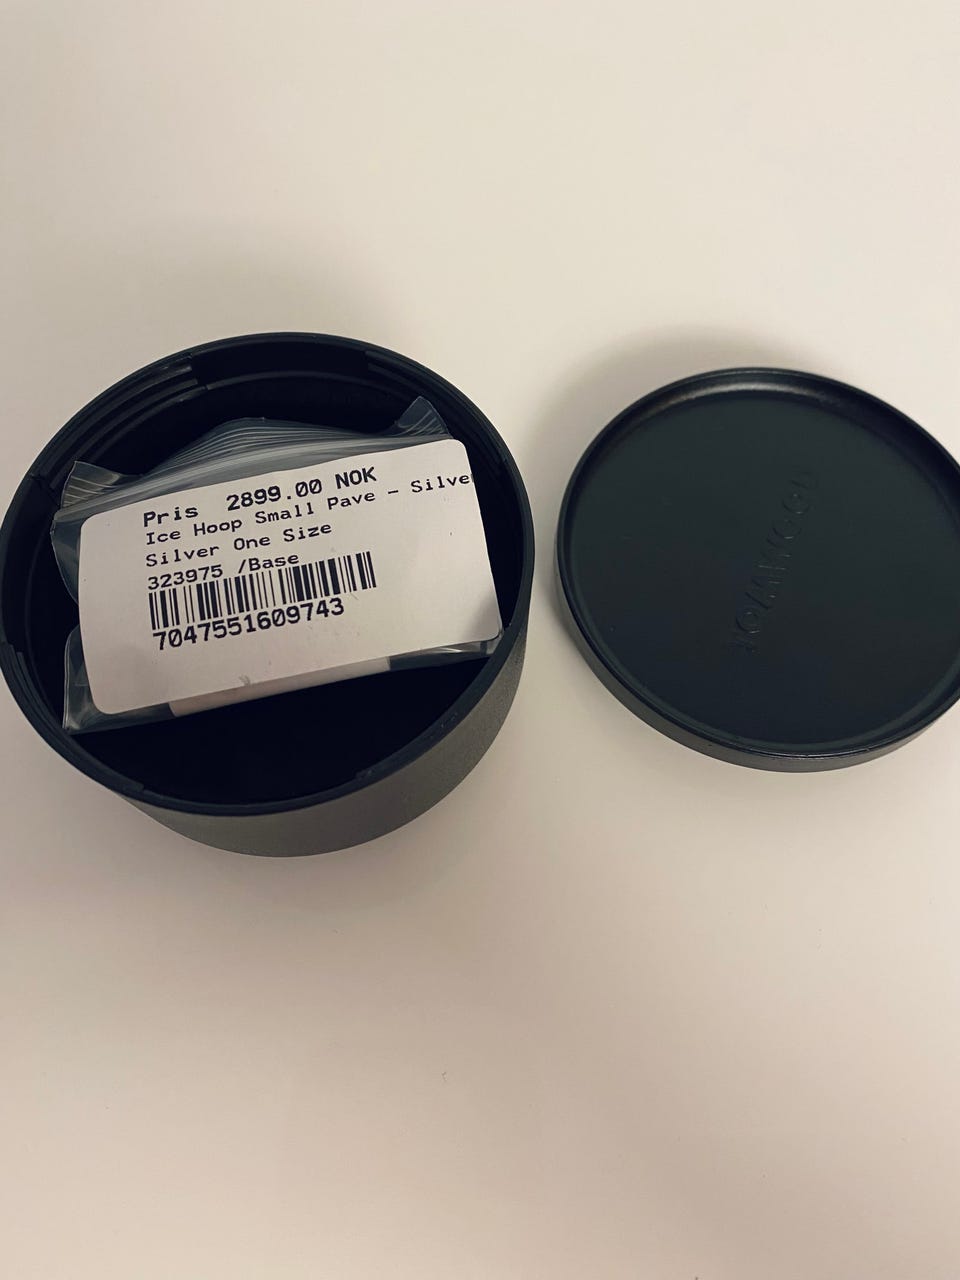 Pris 2899.00 NOK
Ice Hoop Small Pave - Silve
Silver One Size
323975 /Base
7047551609743